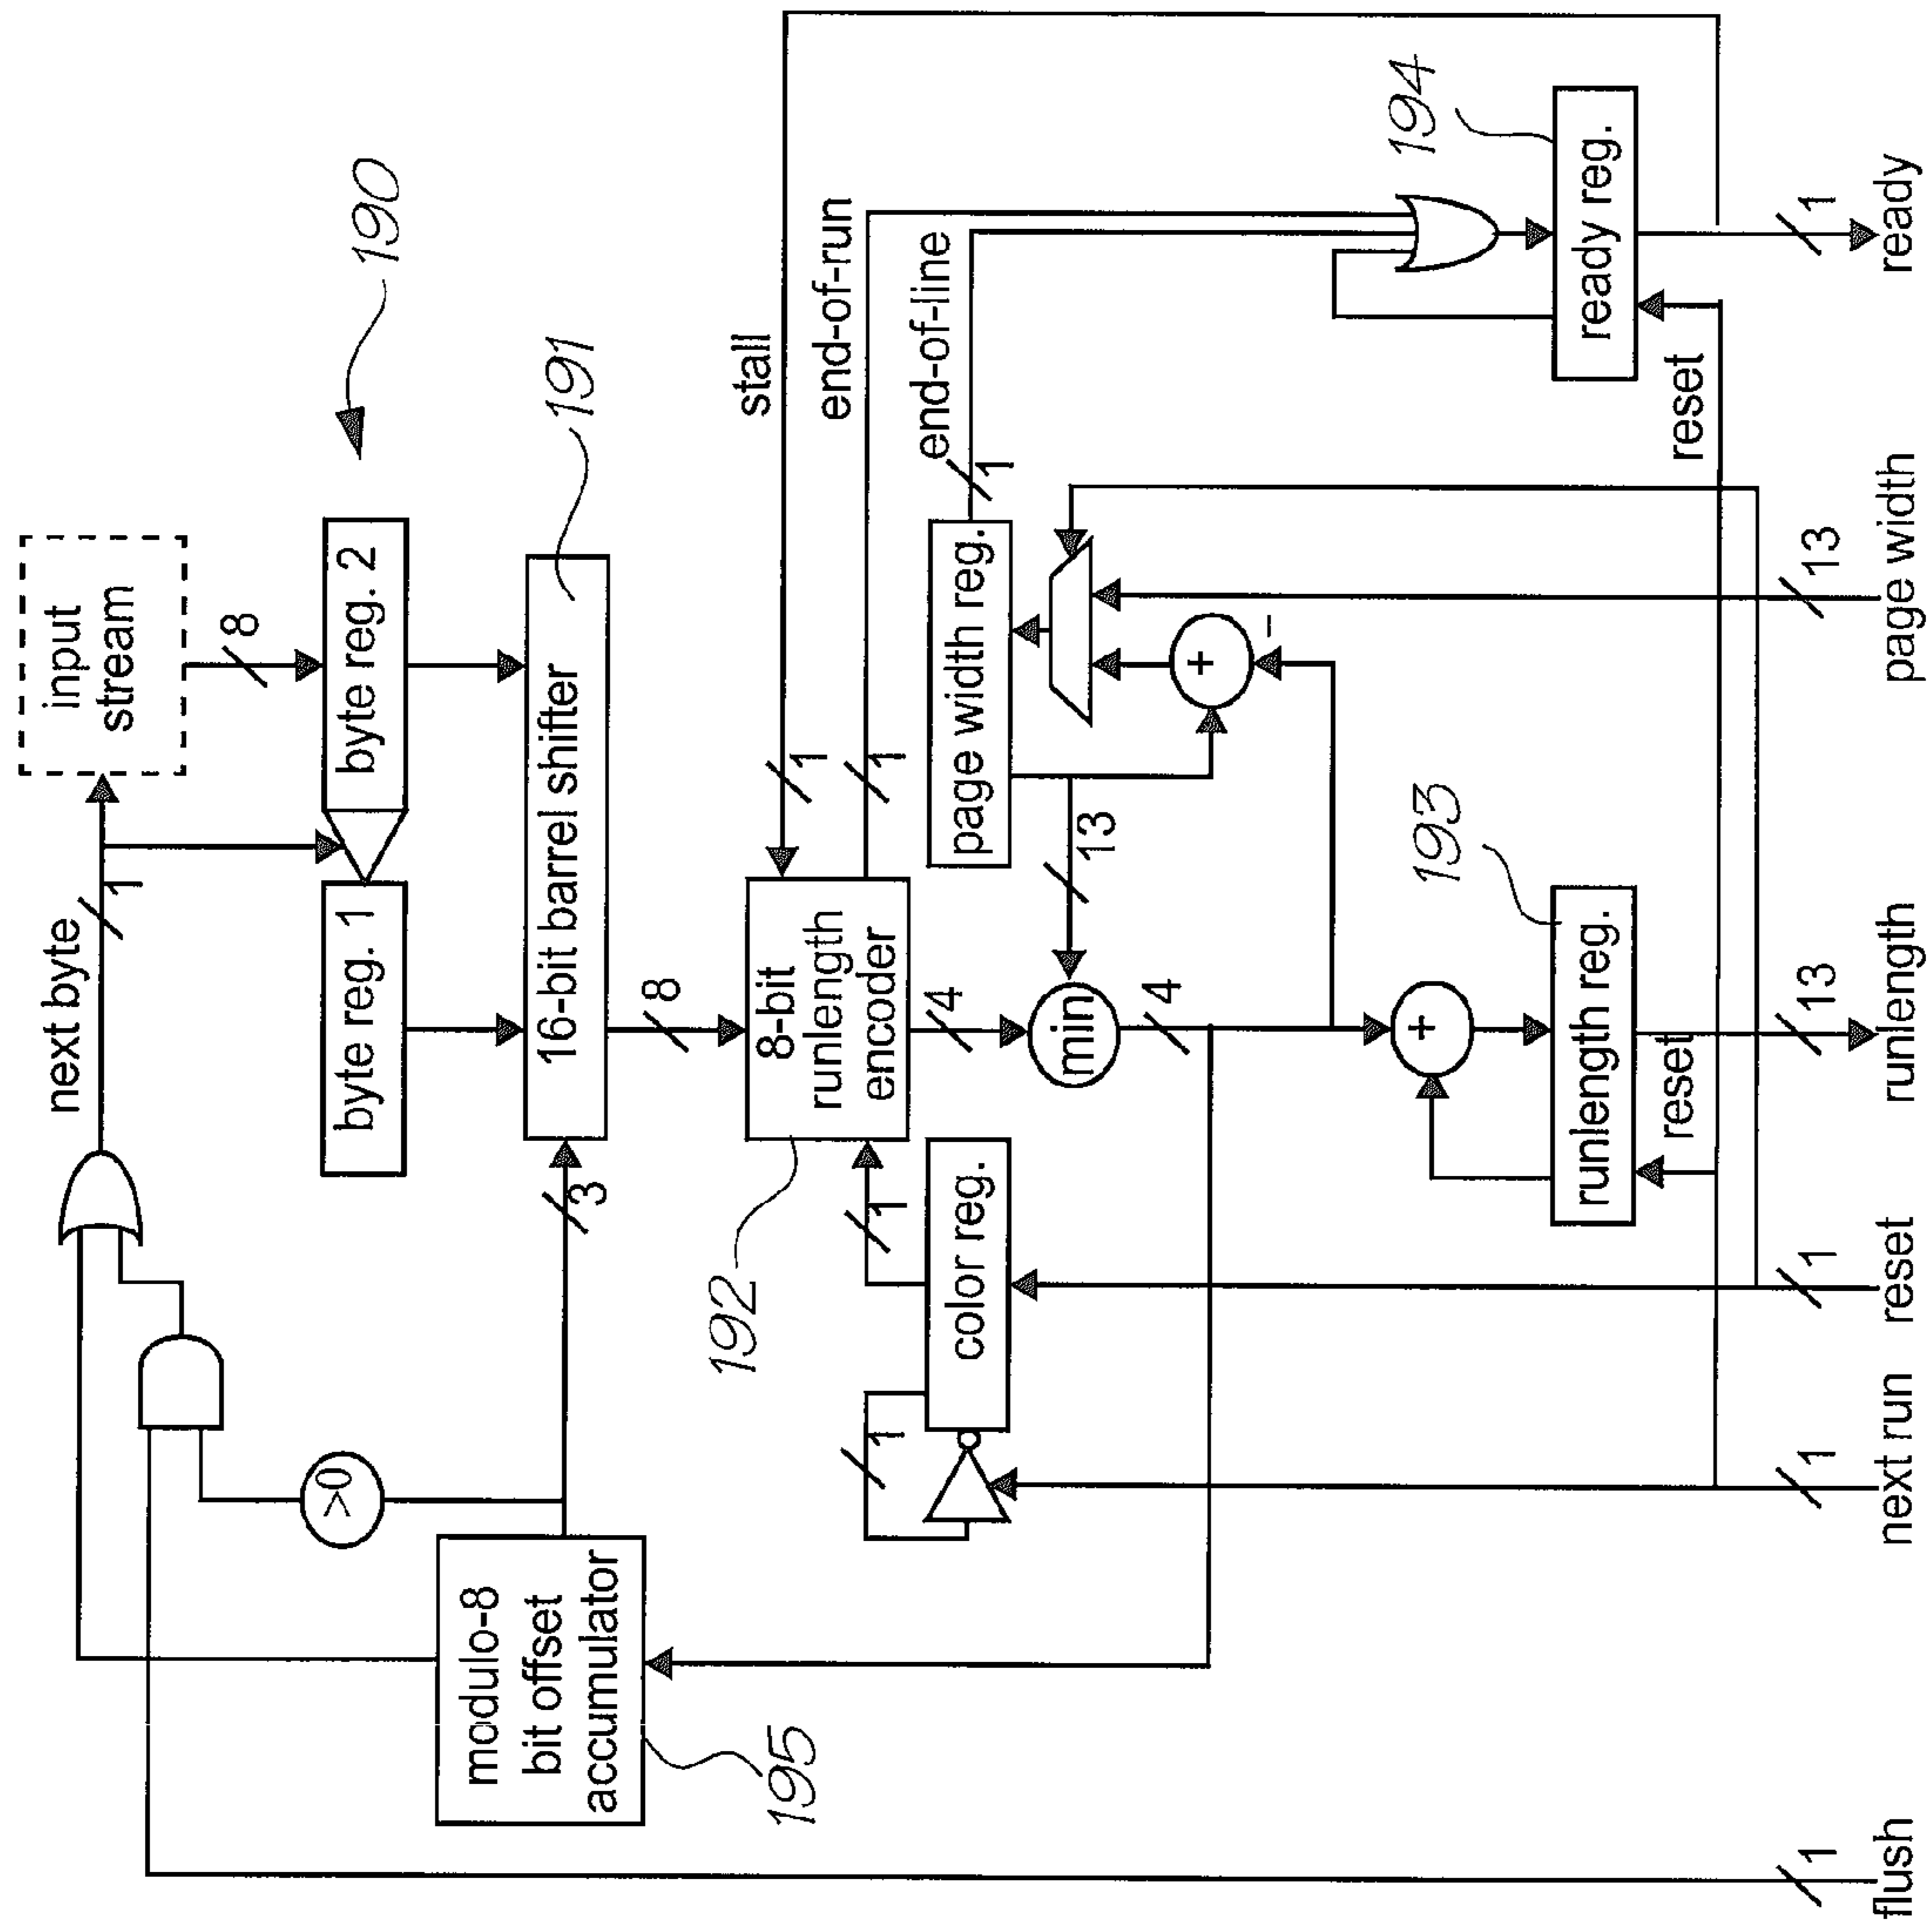 input
stream
next byte
1
8
190
byte reg. 1
byte reg. 2
191
16-bit barrel shifter
3
8
modulo-8
bit offset
accumulator
195
>0
stall
1
end-of-run
1
end-of-line
1
192
8-bit
runlength
encoder
1
color reg.
1
4
min
4
13
page width reg.
+
-
+
193
runlength reg.
reset
194
ready reg.
reset
1
flush
1
next run
1
reset
13
runlength
13
page width
1
ready